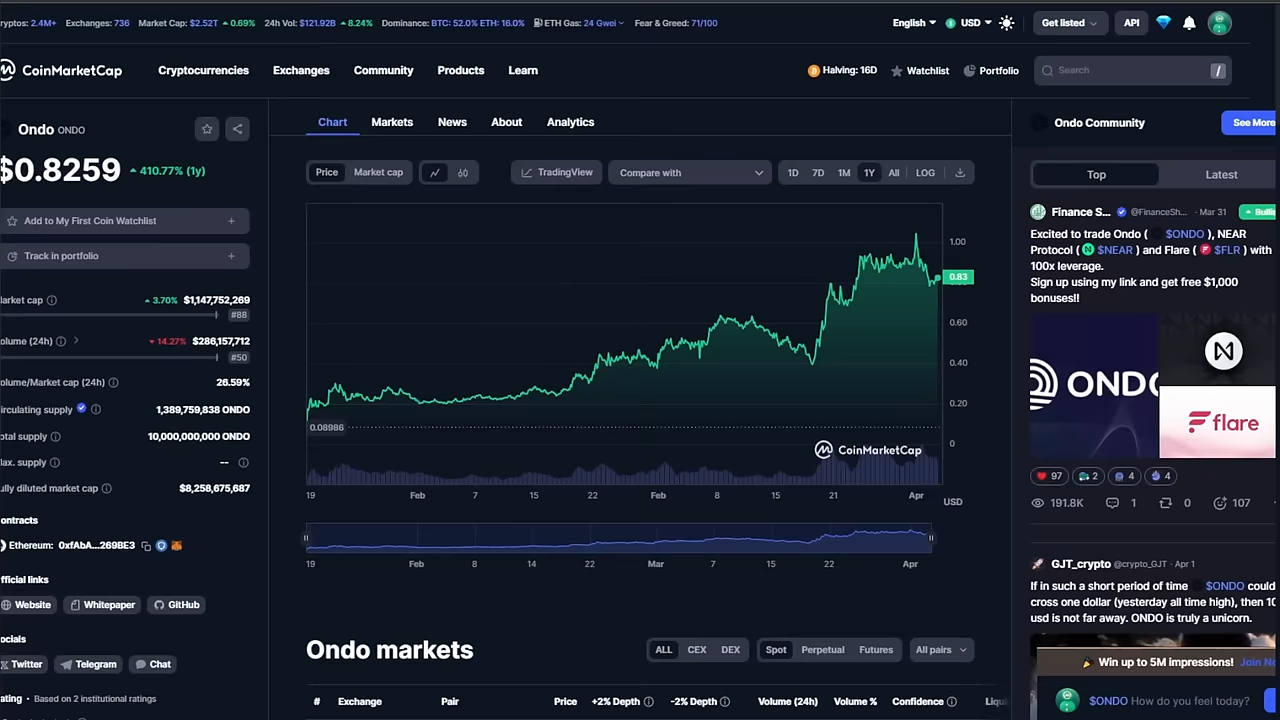 ryptos: 2.4M+ Exchanges: 736 Market Cap: $2.52T 0.69% 24h Vol: $121.92B 8.24% Dominance: BTC: 52.0% ETH: 16.0% ETH Gas: 24 Gwei Fear & Greed: 71/100
English USD Get listed API
CoinMarketCap Cryptocurrencies Exchanges Community Products Learn
Halving: 16D Watchlist Portfolio Search /
Ondo ONDO
$0.8259 410.77% (1y)
Add to My First Coin Watchlist +
Track in portfolio +
larket cap 3.70% $1,147,752,269
#88
olume (24h) 14.27% $286,157,712
#50
olume/Market cap (24h) 26.59%
irculating supply 1,389,759,838 ONDO
otal supply 10,000,000,000 ONDO
lax. supply --
ully diluted market cap $8,258,675,687
ontracts
Ethereum: 0xfAbA...269BE3
fficial links
Website Whitepaper GitHub
ocials
Twitter Telegram Chat
ating · Based on 2 institutional ratings
Chart Markets News About Analytics
Price Market cap TradingView Compare with 1D 7D 1M 1Y All LOG
1.00
0.83
0.60
0.40
0.20
0.08986
0
CoinMarketCap
19 Feb 7 15 22 Feb 8 15 21 Apr
USD
19 Feb 8 14 22 Mar 7 15 22 Apr
Ondo markets
ALL CEX DEX Spot Perpetual Futures All pairs
# Exchange Pair Price +2% Depth -2% Depth Volume (24h) Volume % Confidence Liqui
Ondo Community See More
Top Latest
Finance S... @FinanceSh... · Mar 31 Bullis
Excited to trade Ondo ( $ONDO ), NEAR
Protocol ( $NEAR ) and Flare ( $FLR ) with
100x leverage.
Sign up using my link and get free $1,000
bonuses!!
ONDO
flare
97 2 4 4
191.8K 1 0 107
GJT_crypto @crypto_GJT · Apr 1
If in such a short period of time $ONDO could
cross one dollar (yesterday all time high), then 10
usd is not far away. ONDO is truly a unicorn.
Win up to 5M impressions! Join No
$ONDO How do you feel today?